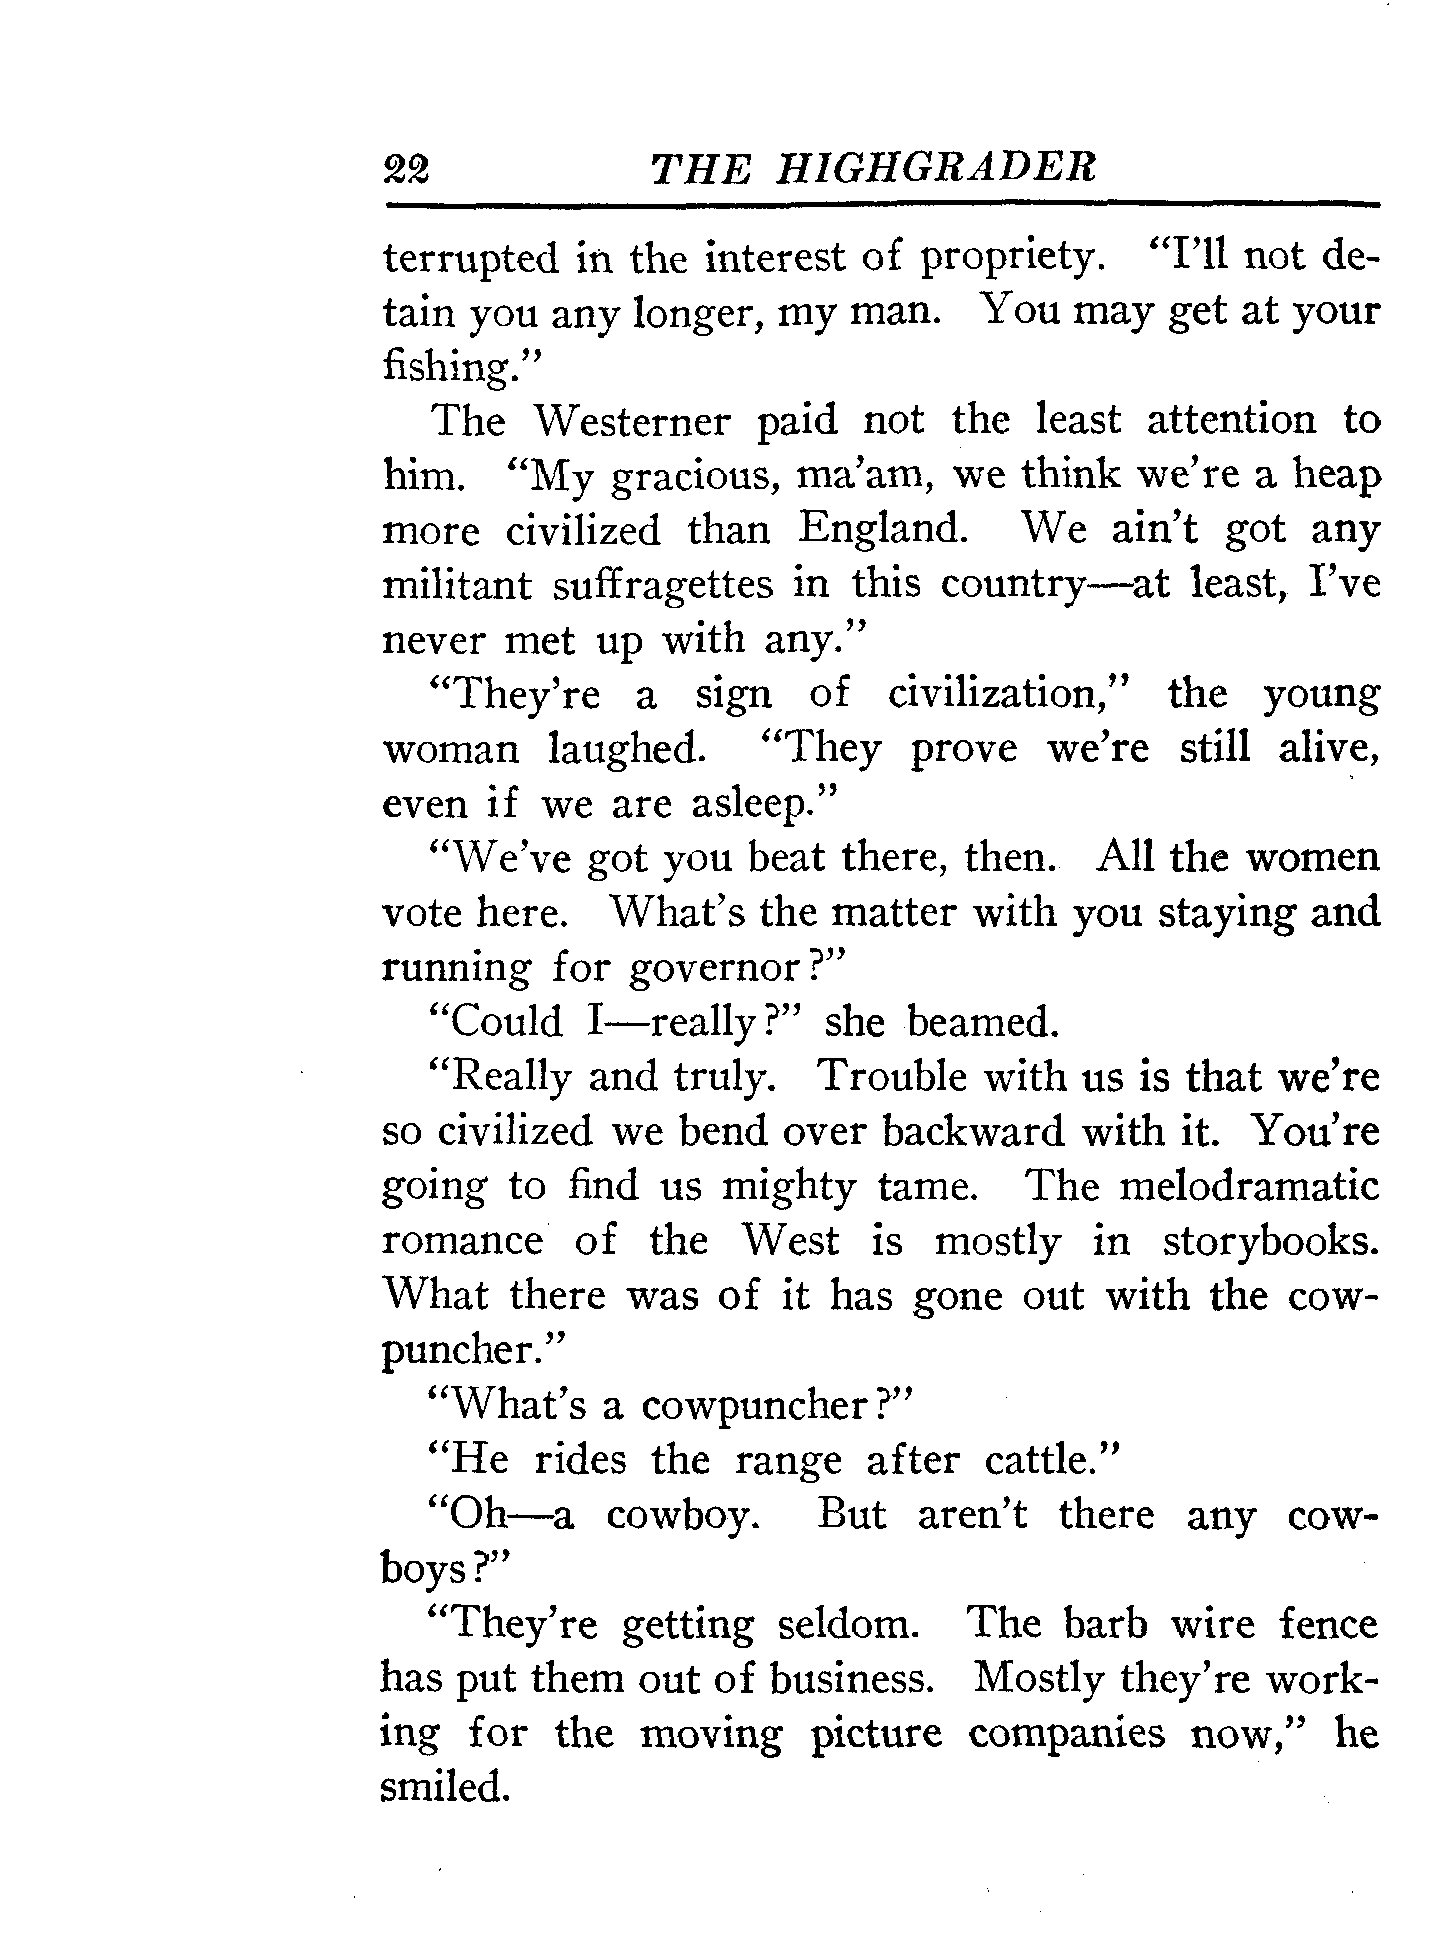 22 THE HIGHGRADER
terrupted in the interest of propriety. “I’ll not de-
tain you any longer, my man. You may get at your
fishing.”
The Westerner paid not the least attention to
him. “My gracious, ma’am, we think we’re a heap
more civilized than England. We ain’t got any
militant suffragettes in this country—at least, I’ve
never met up with any.”
“They’re a sign of civilization,” the young
woman laughed. “They prove we’re still alive,
even if we are asleep.”
“We’ve got you beat there, then. All the women
vote here. What’s the matter with you staying and
running for governor?”
“Could I—really?” she beamed.
“Really and truly. Trouble with us is that we’re
so civilized we bend over backward with it. You’re
going to find us mighty tame. The melodramatic
romance of the West is mostly in storybooks.
What there was of it has gone out with the cow-
puncher.”
“What’s a cowpuncher?”
“He rides the range after cattle.”
“Oh—a cowboy. But aren’t there any cow-
boys?”
“They’re getting seldom. The barb wire fence
has put them out of business. Mostly they’re work-
ing for the moving picture companies now,” he
smiled.